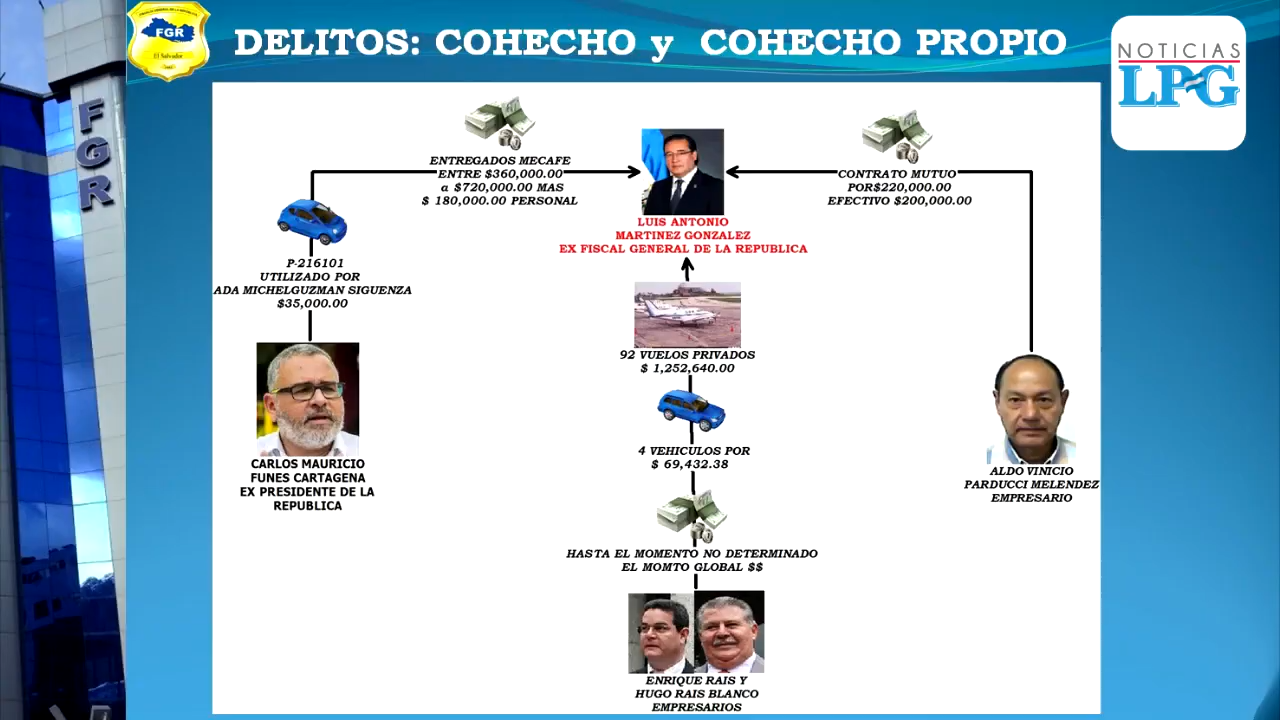 FGR
El Salvador
DELITOS: COHECHO y COHECHO PROPIO
NOTICIAS
LPG
FGR
ENTREGADOS MECAFE
ENTRE $360,000.00
a $720,000.00 MAS
$ 180,000.00 PERSONAL
CONTRATO MUTUO
POR$220,000.00
EFECTIVO $200,000.00
LUIS ANTONIO
MARTINEZ GONZALEZ
EX FISCAL GENERAL DE LA REPUBLICA
P-216101
UTILIZADO POR
ADA MICHELGUZMAN SIGUENZA
$35,000.00
92 VUELOS PRIVADOS
$ 1,252,640.00
4 VEHICULOS POR
$ 69,432.38
CARLOS MAURICIO
FUNES CARTAGENA
EX PRESIDENTE DE LA
REPUBLICA
ALDO VINICIO
PARDUCCI MELENDEZ
EMPRESARIO
HASTA EL MOMENTO NO DETERMINADO
EL MOMTO GLOBAL $$
ENRIQUE RAIS Y
HUGO RAIS BLANCO
EMPRESARIOS